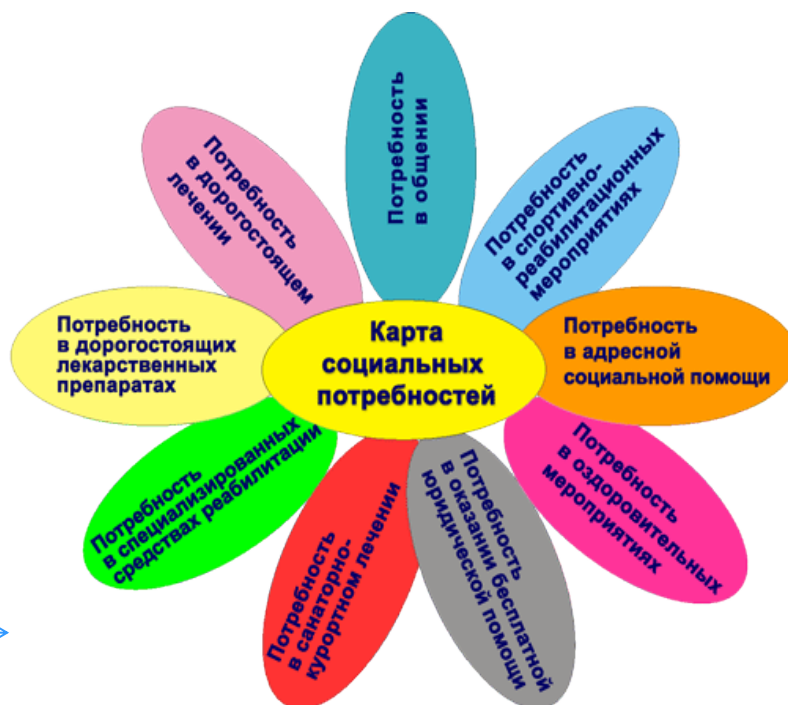 Карта
социальных
потребностей
Потребность
в общении
Потребность
в спортивно-
реабилитационных
мероприятиях
Потребность
в адресной
социальной помощи
Потребность
в оздоровительных
мероприятиях
Потребность
в оказании бесплатной
юридической помощи
Потребность
в санаторно-
курортном лечении
Потребность
в специализированных
средствах реабилитации
Потребность
в дорогостоящих
лекарственных
препаратах
Потребность
в дорогостоящем
лечении